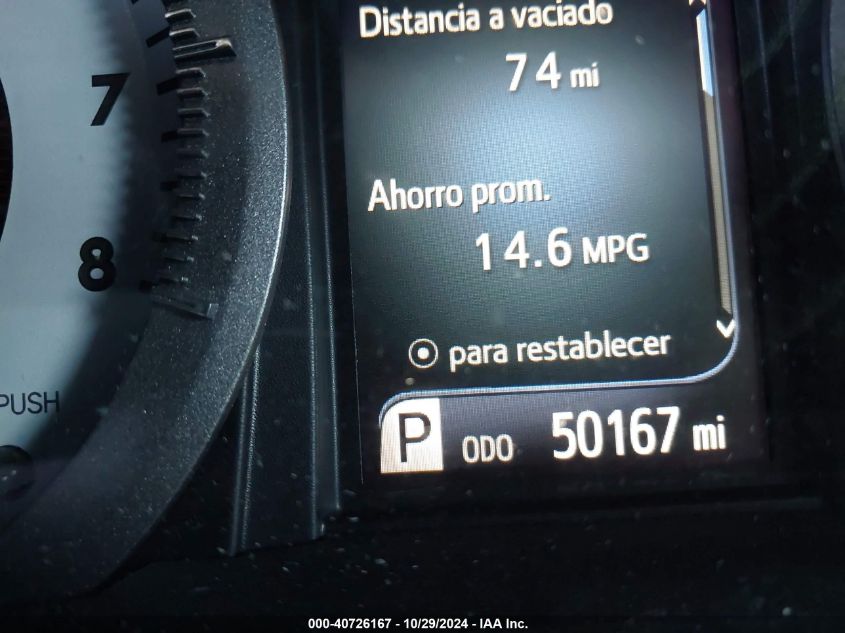 Distancia a vaciado
74 mi
Ahorro prom.
14.6 MPG
para restablecer
P ODO 50167 mi
7
8
PUSH
000-40726167 - 10/29/2024 - IAA Inc.